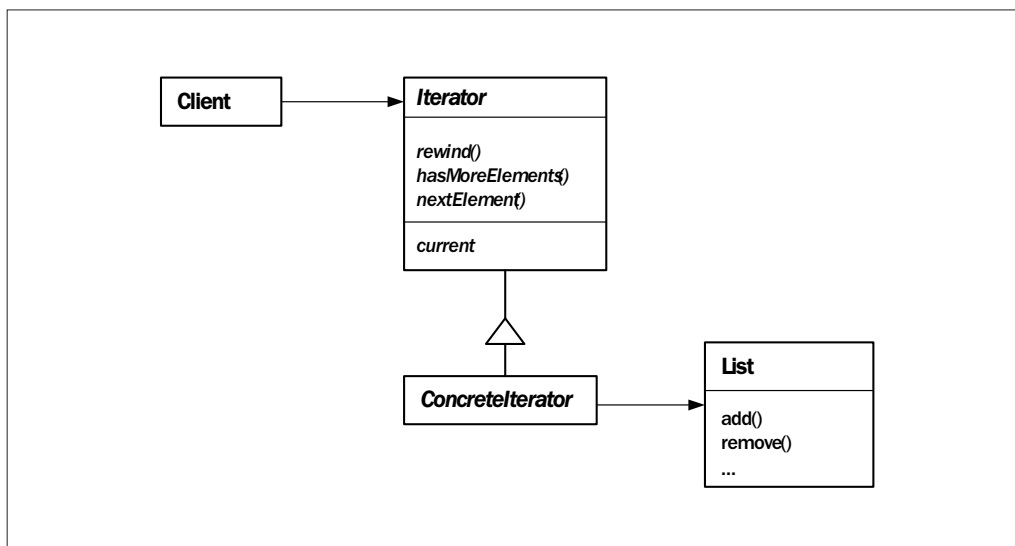 Client
Iterator
rewind()
hasMoreElements()
nextElement()
current
ConcreteIterator
List
add()
remove()
...